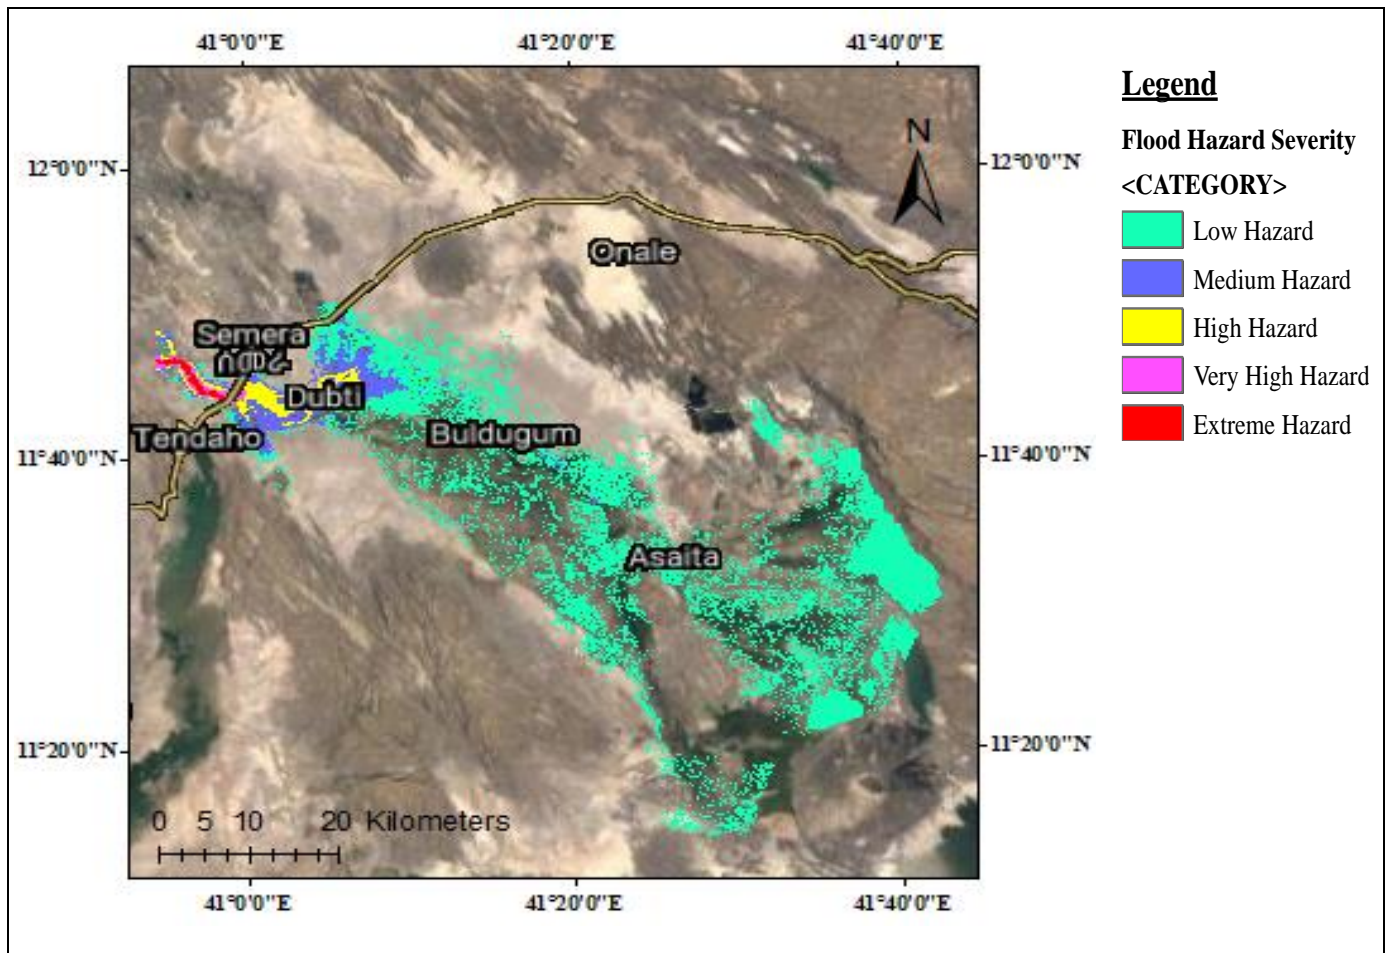 41°0'0"E
41°20'0"E
41°40'0"E
Legend
Flood Hazard Severity
<CATEGORY>
Low Hazard
Medium Hazard
High Hazard
Very High Hazard
Extreme Hazard
N
12°0'0"N
12°0'0"N
Onale
Semera
Dubti
Tendaho
Buldugum
11°40'0"N
11°40'0"N
Asaita
11°20'0"N
11°20'0"N
0 5 10 20 Kilometers
41°0'0"E
41°20'0"E
41°40'0"E